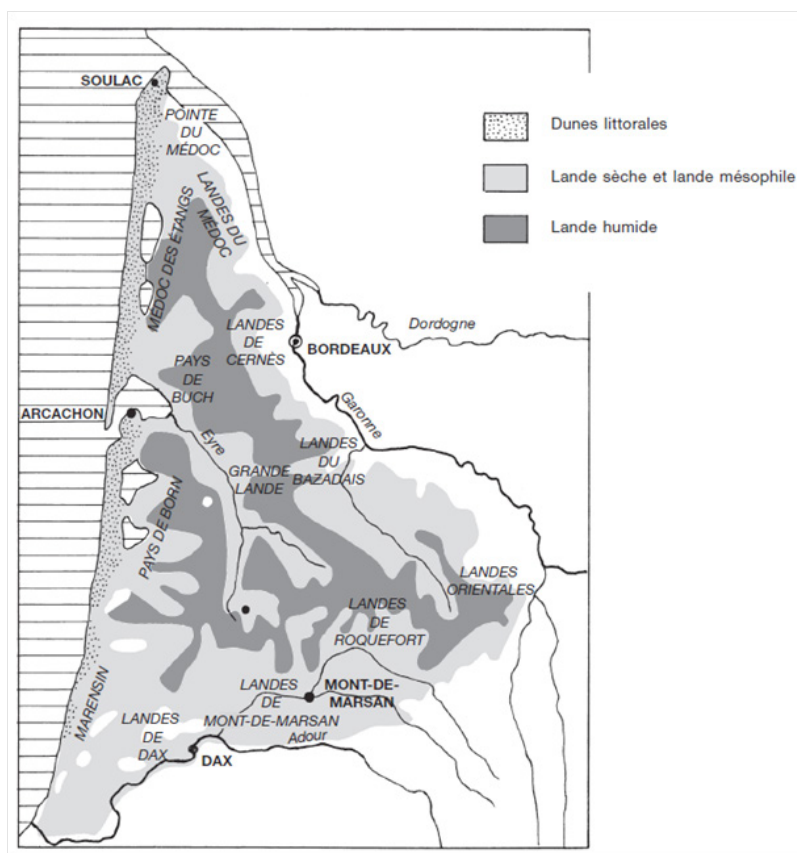 SOULAC
POINTE
DU
MÉDOC
Dunes littorales
Lande sèche et lande mésophile
Lande humide
LANDES DU
MÉDOC
MÉDOC DES ÉTANGS
LANDES
DE
CERNÈS
BORDEAUX
Dordogne
PAYS
DE
BUCH
ARCACHON
Eyre
Garonne
LANDES
DU
BAZADAIS
GRANDE
LANDE
PAYS DE BORN
LANDES
ORIENTALES
LANDES
DE
ROQUEFORT
MARENSIN
LANDES
DE
MONT-DE-MARSAN
MONT-DE-
MARSAN
LANDES
DE
DAX
DAX
Adour